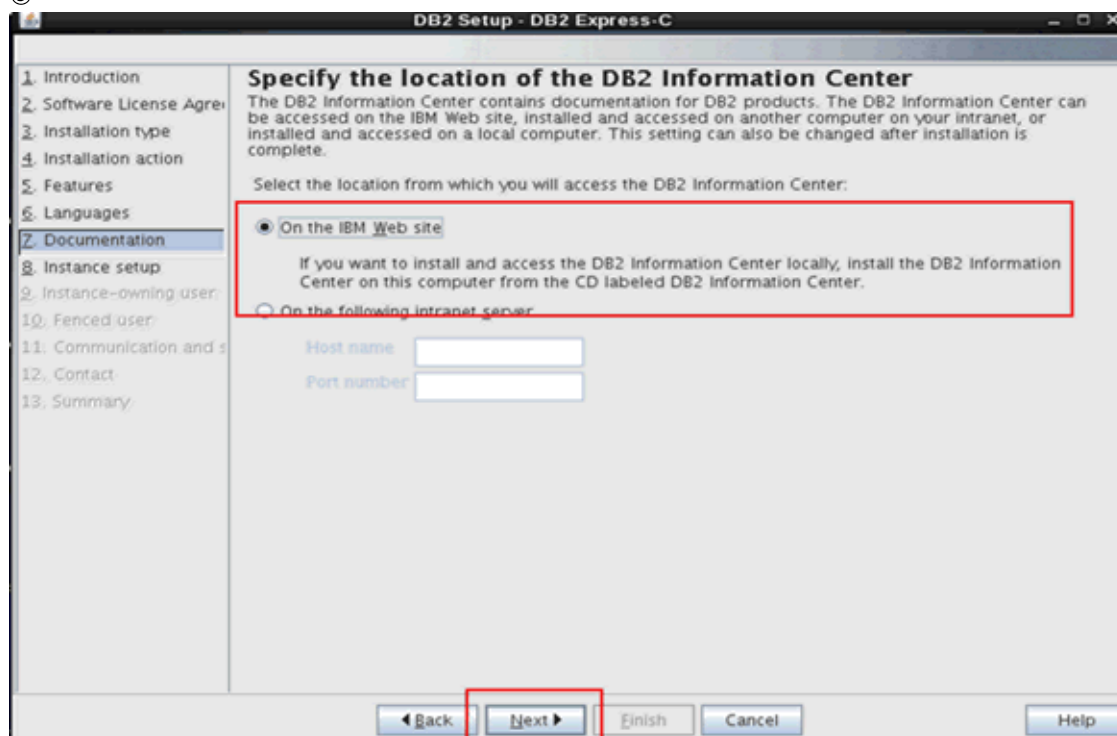 DB2 Setup - DB2 Express-C
1. Introduction
2. Software License Agre
3. Installation type
4. Installation action
5. Features
6. Languages
7. Documentation
8. Instance setup
9. Instance-owning user
10. Fenced user
11. Communication and s
12. Contact
13. Summary
Specify the location of the DB2 Information Center
The DB2 Information Center contains documentation for DB2 products. The DB2 Information Center can
be accessed on the IBM Web site, installed and accessed on another computer on your intranet, or
installed and accessed on a local computer. This setting can also be changed after installation is
complete.
Select the location from which you will access the DB2 Information Center:
On the IBM Web site
If you want to install and access the DB2 Information Center locally, install the DB2 Information
Center on this computer from the CD labeled DB2 Information Center.
On the following intranet server
Host name
Port number
Back Next Finish Cancel Help